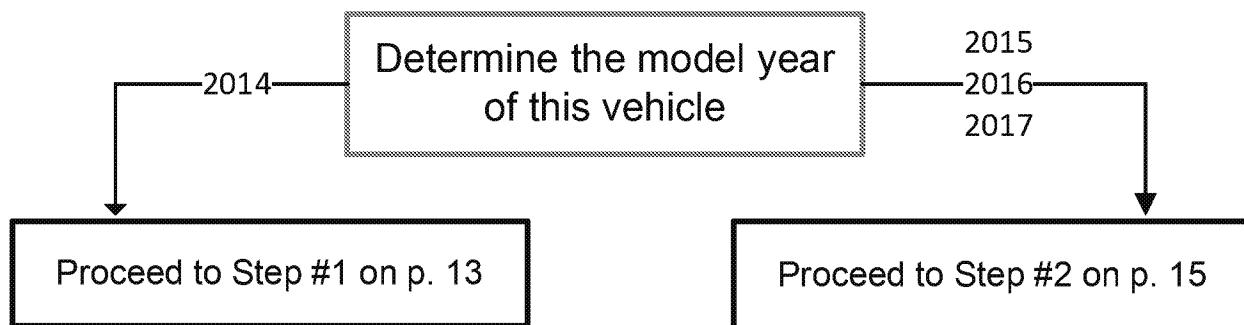 Determine the model year
of this vehicle
2014
2015
2016
2017
Proceed to Step #1 on p. 13
Proceed to Step #2 on p. 15